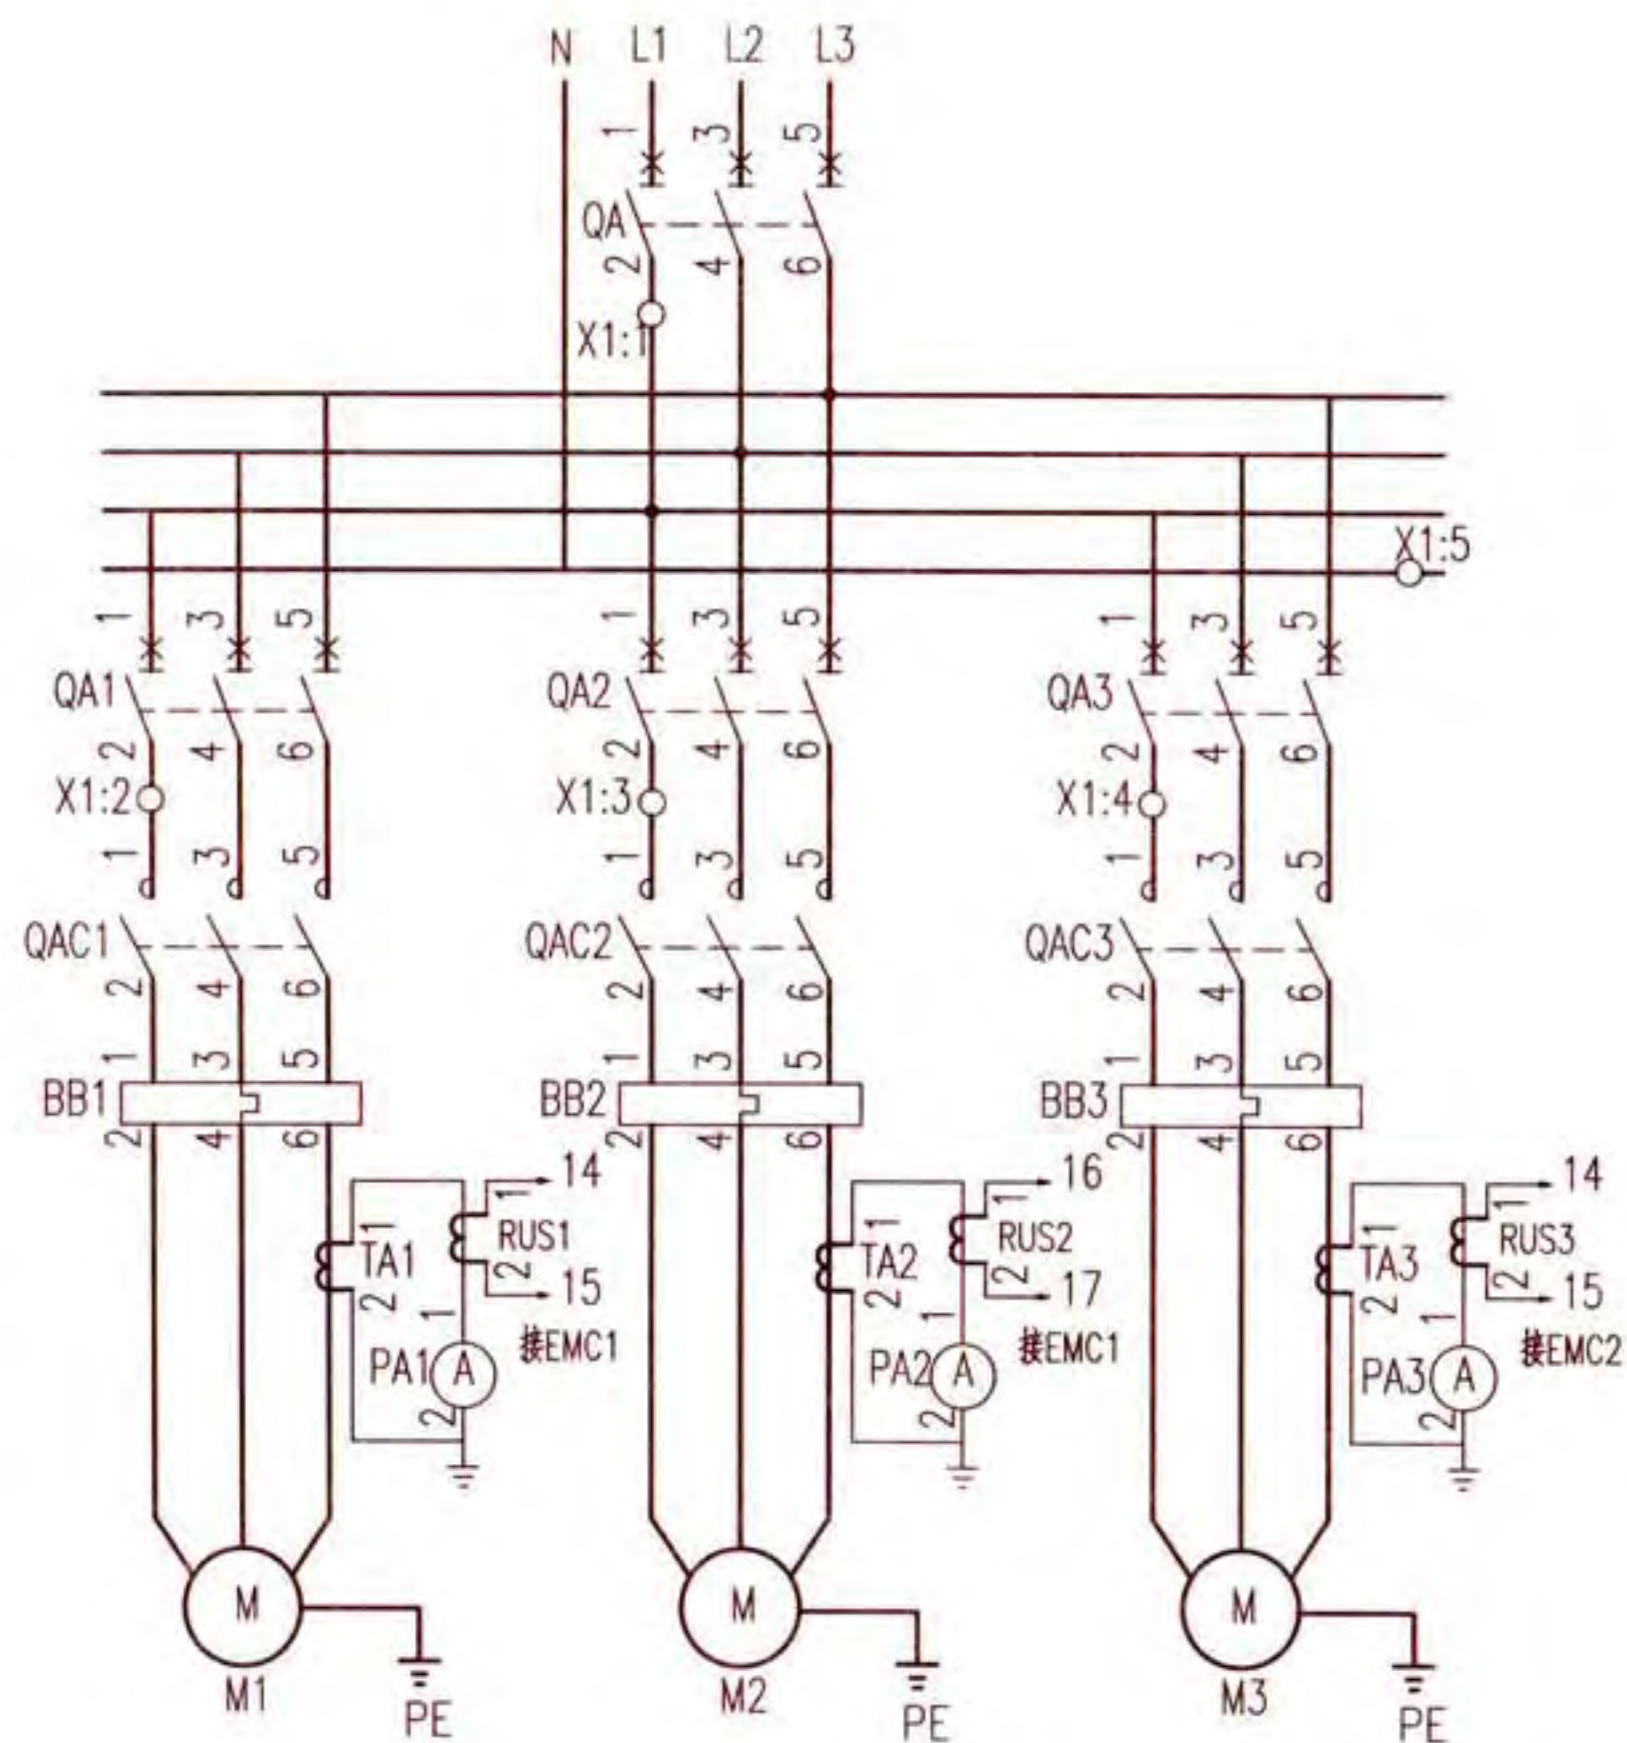 N L1 L2 L3
1 3 5
QA
2 4 6
X1:1
X1:5
1 3 5 1 3 5 1 3 5
QA1 QA2 QA3
2 4 6 2 4 6 2 4 6
X1:2 X1:3 X1:4
1 3 5 1 3 5 1 3 5
QAC1 QAC2 QAC3
2 4 6 2 4 6 2 4 6
1 3 5 1 3 5 1 3 5
BB1 BB2 BB3
2 4 6 2 4 6 2 4 6
14 16 14
1 1 1
1 RUS1 1 RUS2 1 RUS3
TA1 TA2 TA3
2 2 2
2 15 2 17 2 15
1 1 1
接EMC1 接EMC1 接EMC2
PA1 A PA2 A PA3 A
2 2 2
M M M
M1 M2 M3
PE PE PE